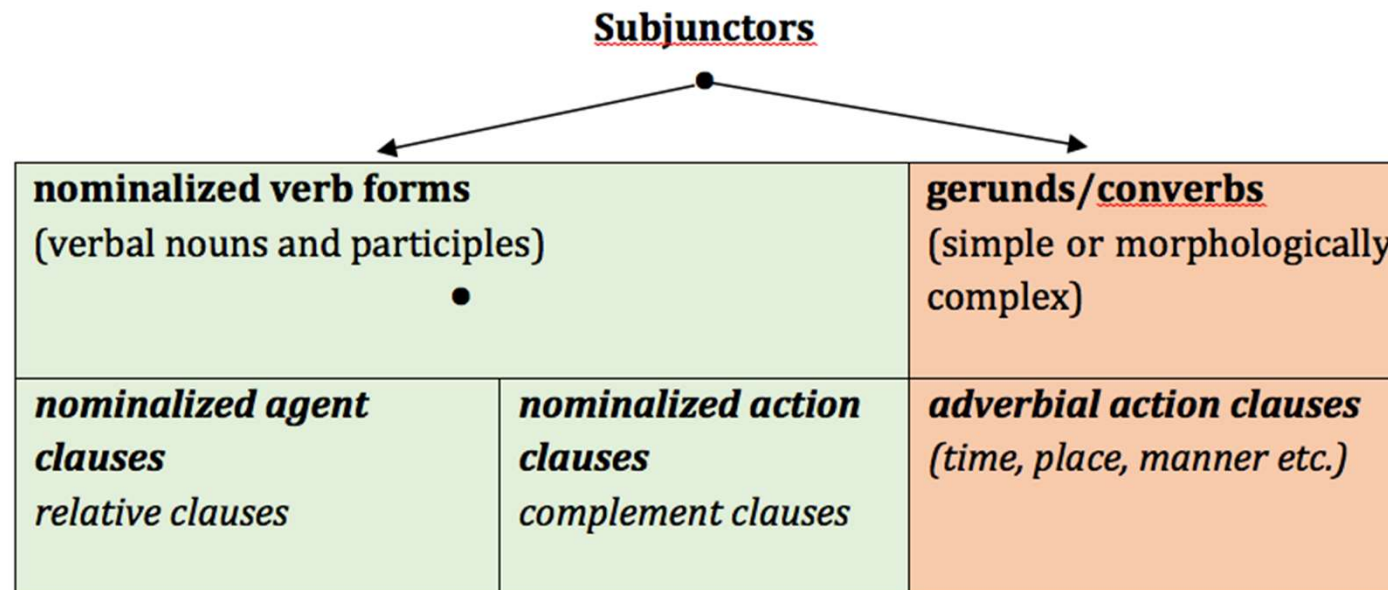 Subjunctors
nominalized verb forms
(verbal nouns and participles)
gerunds/converbs
(simple or morphologically
complex)
nominalized agent
clauses
relative clauses
nominalized action
clauses
complement clauses
adverbial action clauses
(time, place, manner etc.)